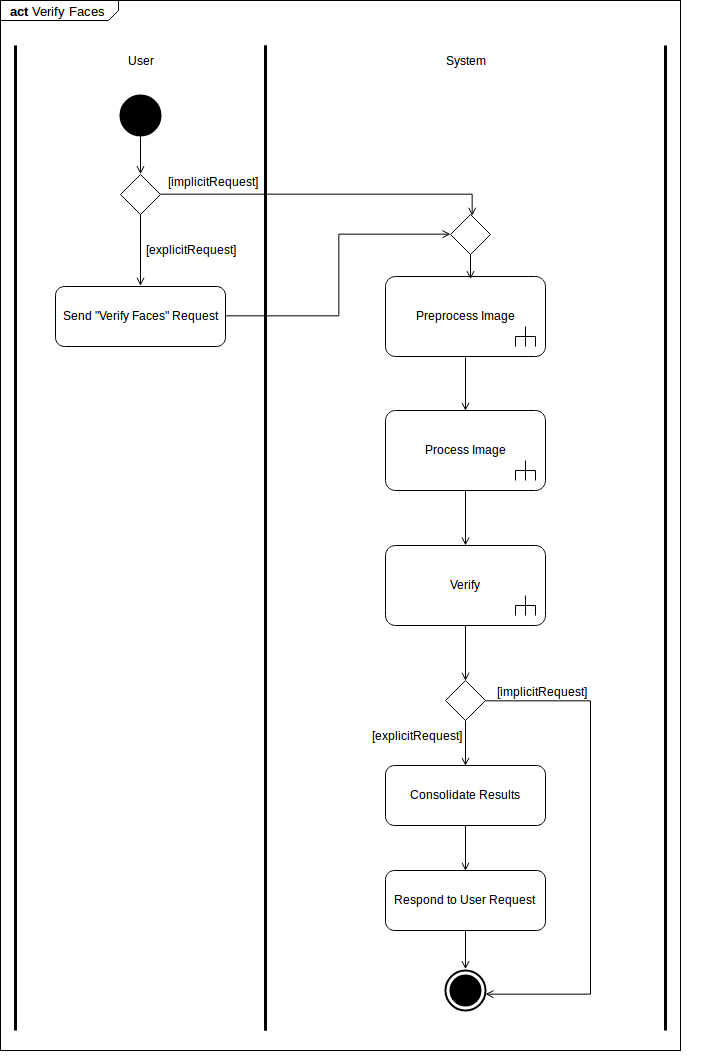 act Verify Faces
User
System
[implicitRequest]
[explicitRequest]
Send "Verify Faces" Request
Preprocess Image
Process Image
Verify
[implicitRequest]
[explicitRequest]
Consolidate Results
Respond to User Request